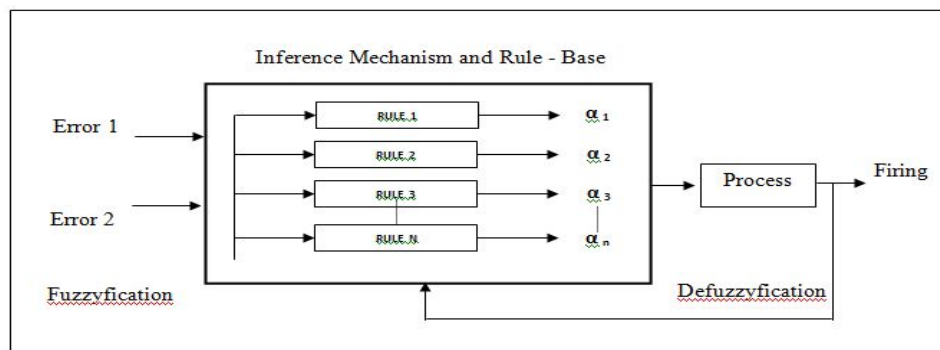 Inference Mechanism and Rule - Base
Error 1
Error 2
RULE 1
RULE 2
RULE 3
RULE N
α 1
α 2
α 3
α n
Process
Firing
Fuzzyfication
Defuzzyfication